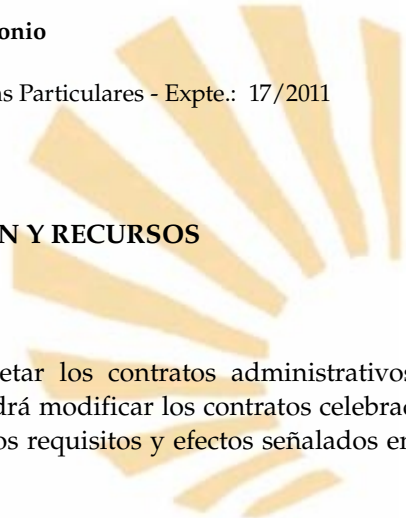 onio
s Particulares - Expte.: 17/2011
N Y RECURSOS
etar los contratos administrativos
drá modificar los contratos celebrad
os requisitos y efectos señalados en